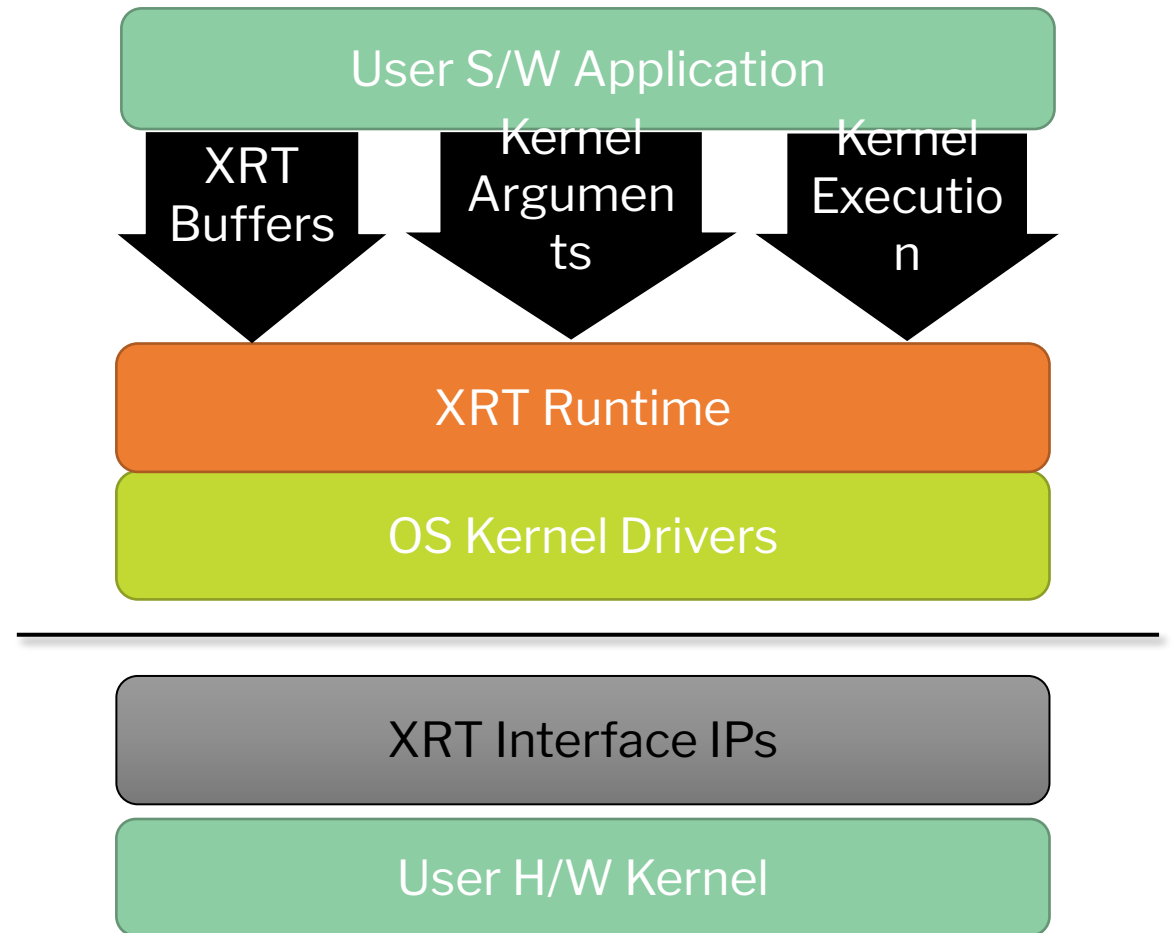 User S/W Application
XRT
Buffers
Kernel
Argumen
ts
Kernel
Executio
n
XRT Runtime
OS Kernel Drivers
XRT Interface IPs
User H/W Kernel